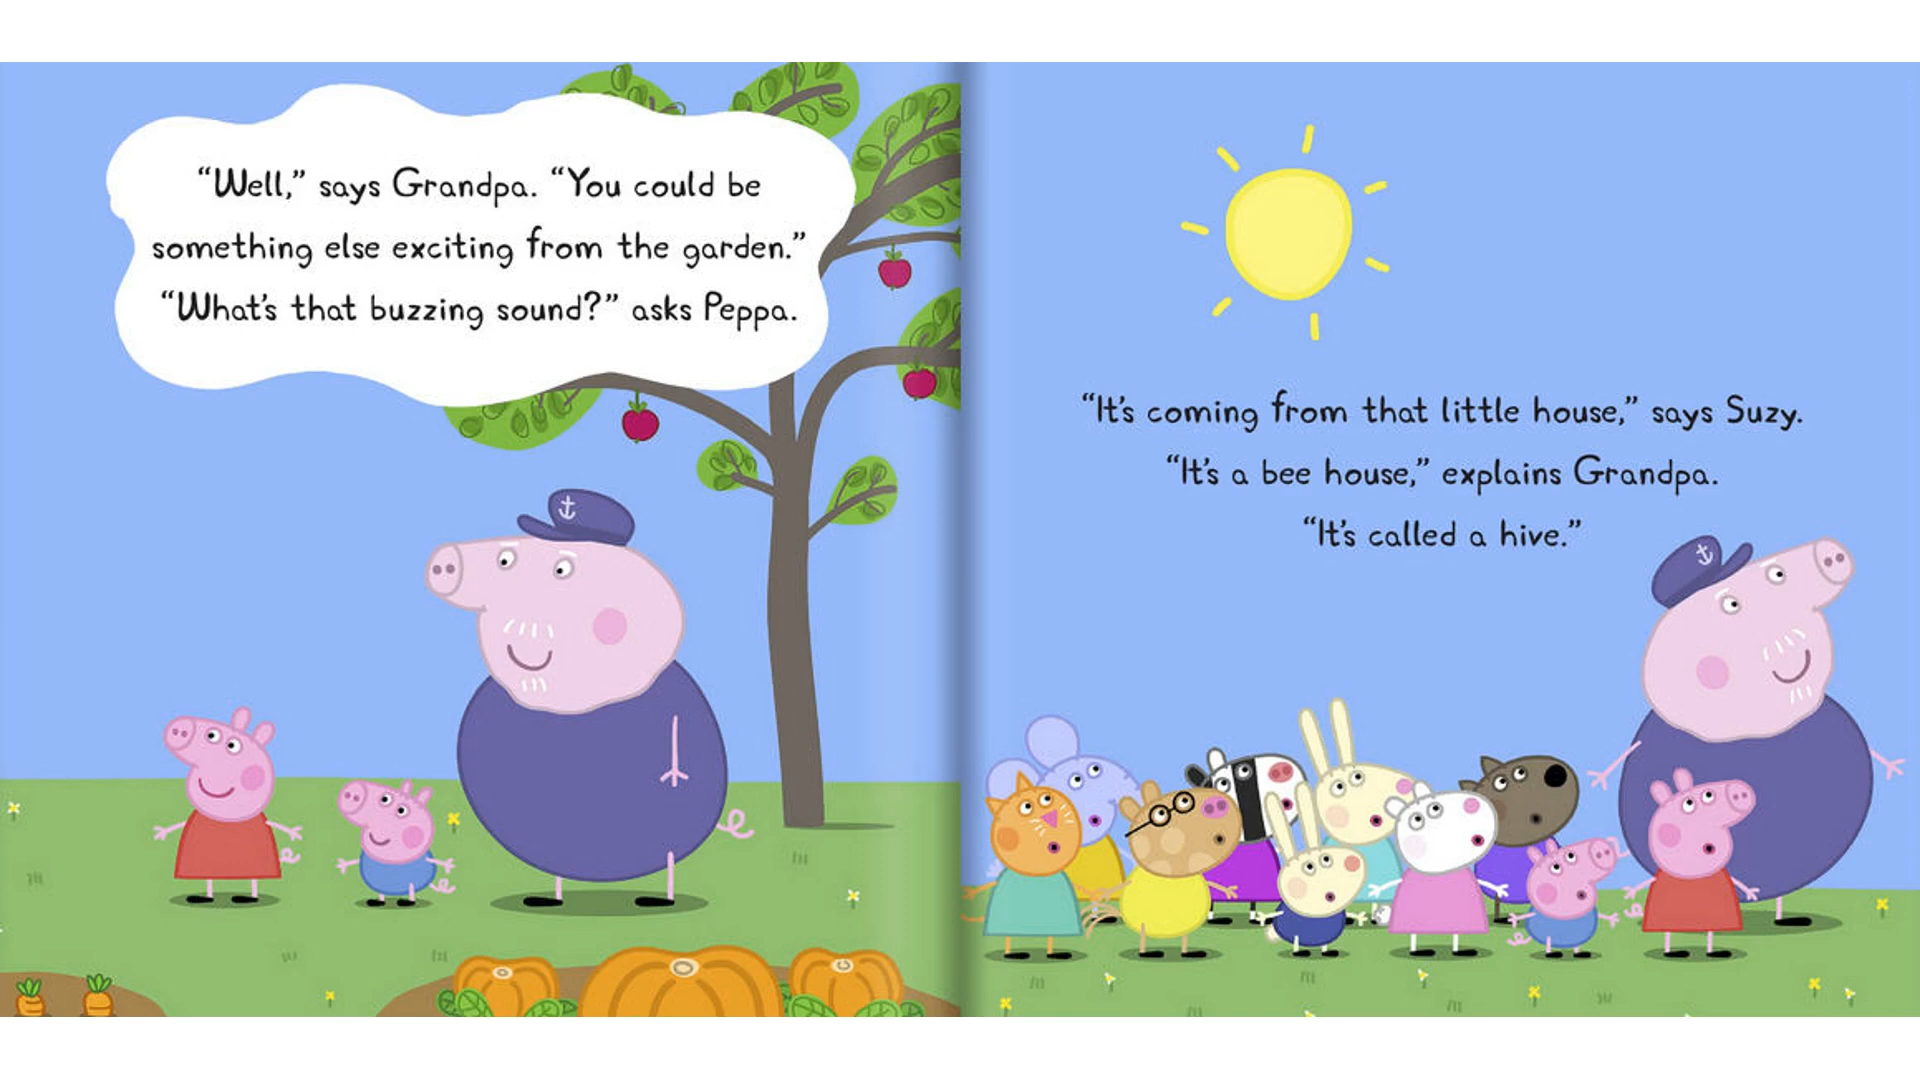 “Well,” says Grandpa. “You could be
something else exciting from the garden.”
“What’s that buzzing sound?” asks Peppa.
“It’s coming from that little house,” says Suzy.
“It’s a bee house,” explains Grandpa.
“It’s called a hive.”